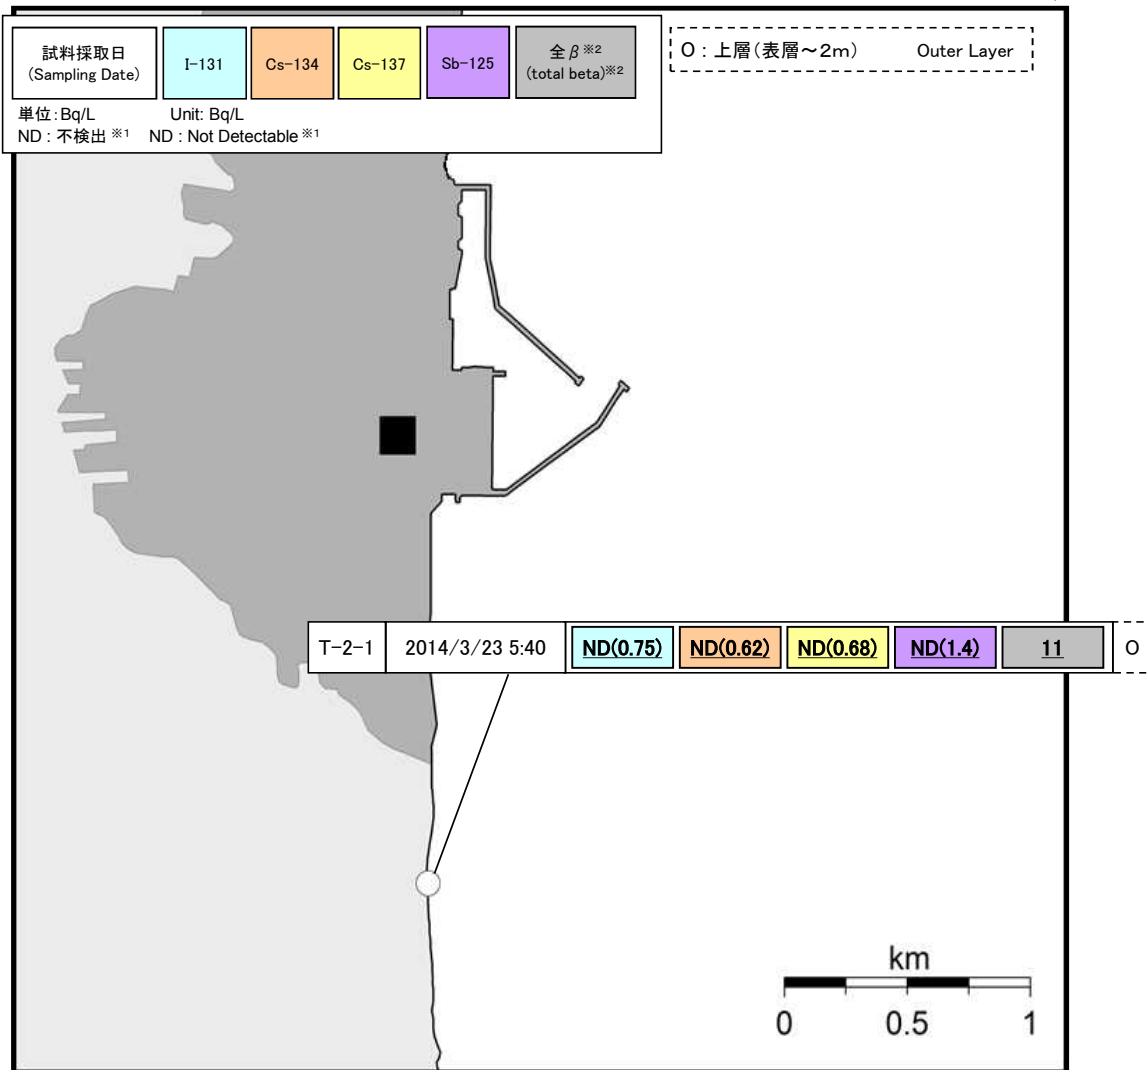 試料採取日
(Sampling Date)
I-131
Cs-134
Cs-137
Sb-125
全β※2
(total beta)※2
単位:Bq/L Unit: Bq/L
ND : 不検出 ※1 ND : Not Detectable ※1
O : 上層(表層～2m) Outer Layer
T-2-1 2014/3/23 5:40 ND(0.75) ND(0.62) ND(0.68) ND(1.4) 11 O
km
0 0.5 1